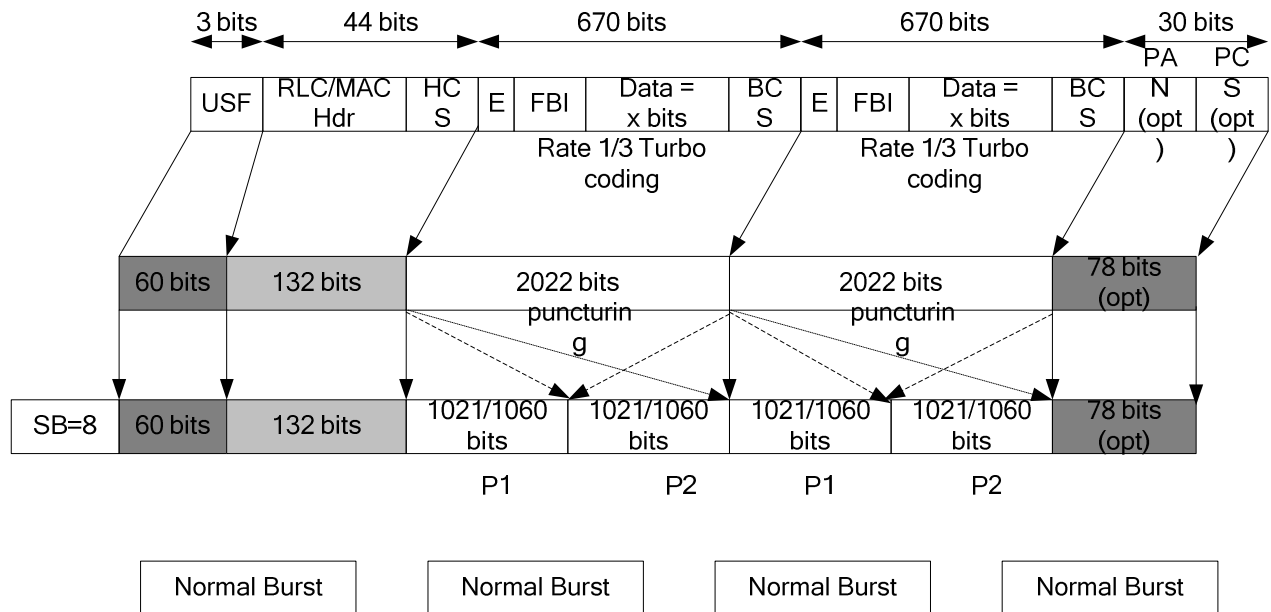 3 bits 44 bits 670 bits 670 bits 30 bits
USF RLC/MAC Hdr HC S E FBI Data = x bits BC S E FBI Data = x bits BC S PA N (opt ) PC S (opt )
Rate 1/3 Turbo coding Rate 1/3 Turbo coding
60 bits 132 bits 2022 bits 2022 bits 78 bits (opt)
puncturin g puncturin g
SB=8 60 bits 132 bits 1021/1060 bits 1021/1060 bits 1021/1060 bits 1021/1060 bits 78 bits (opt)
P1 P2 P1 P2
Normal Burst Normal Burst Normal Burst Normal Burst